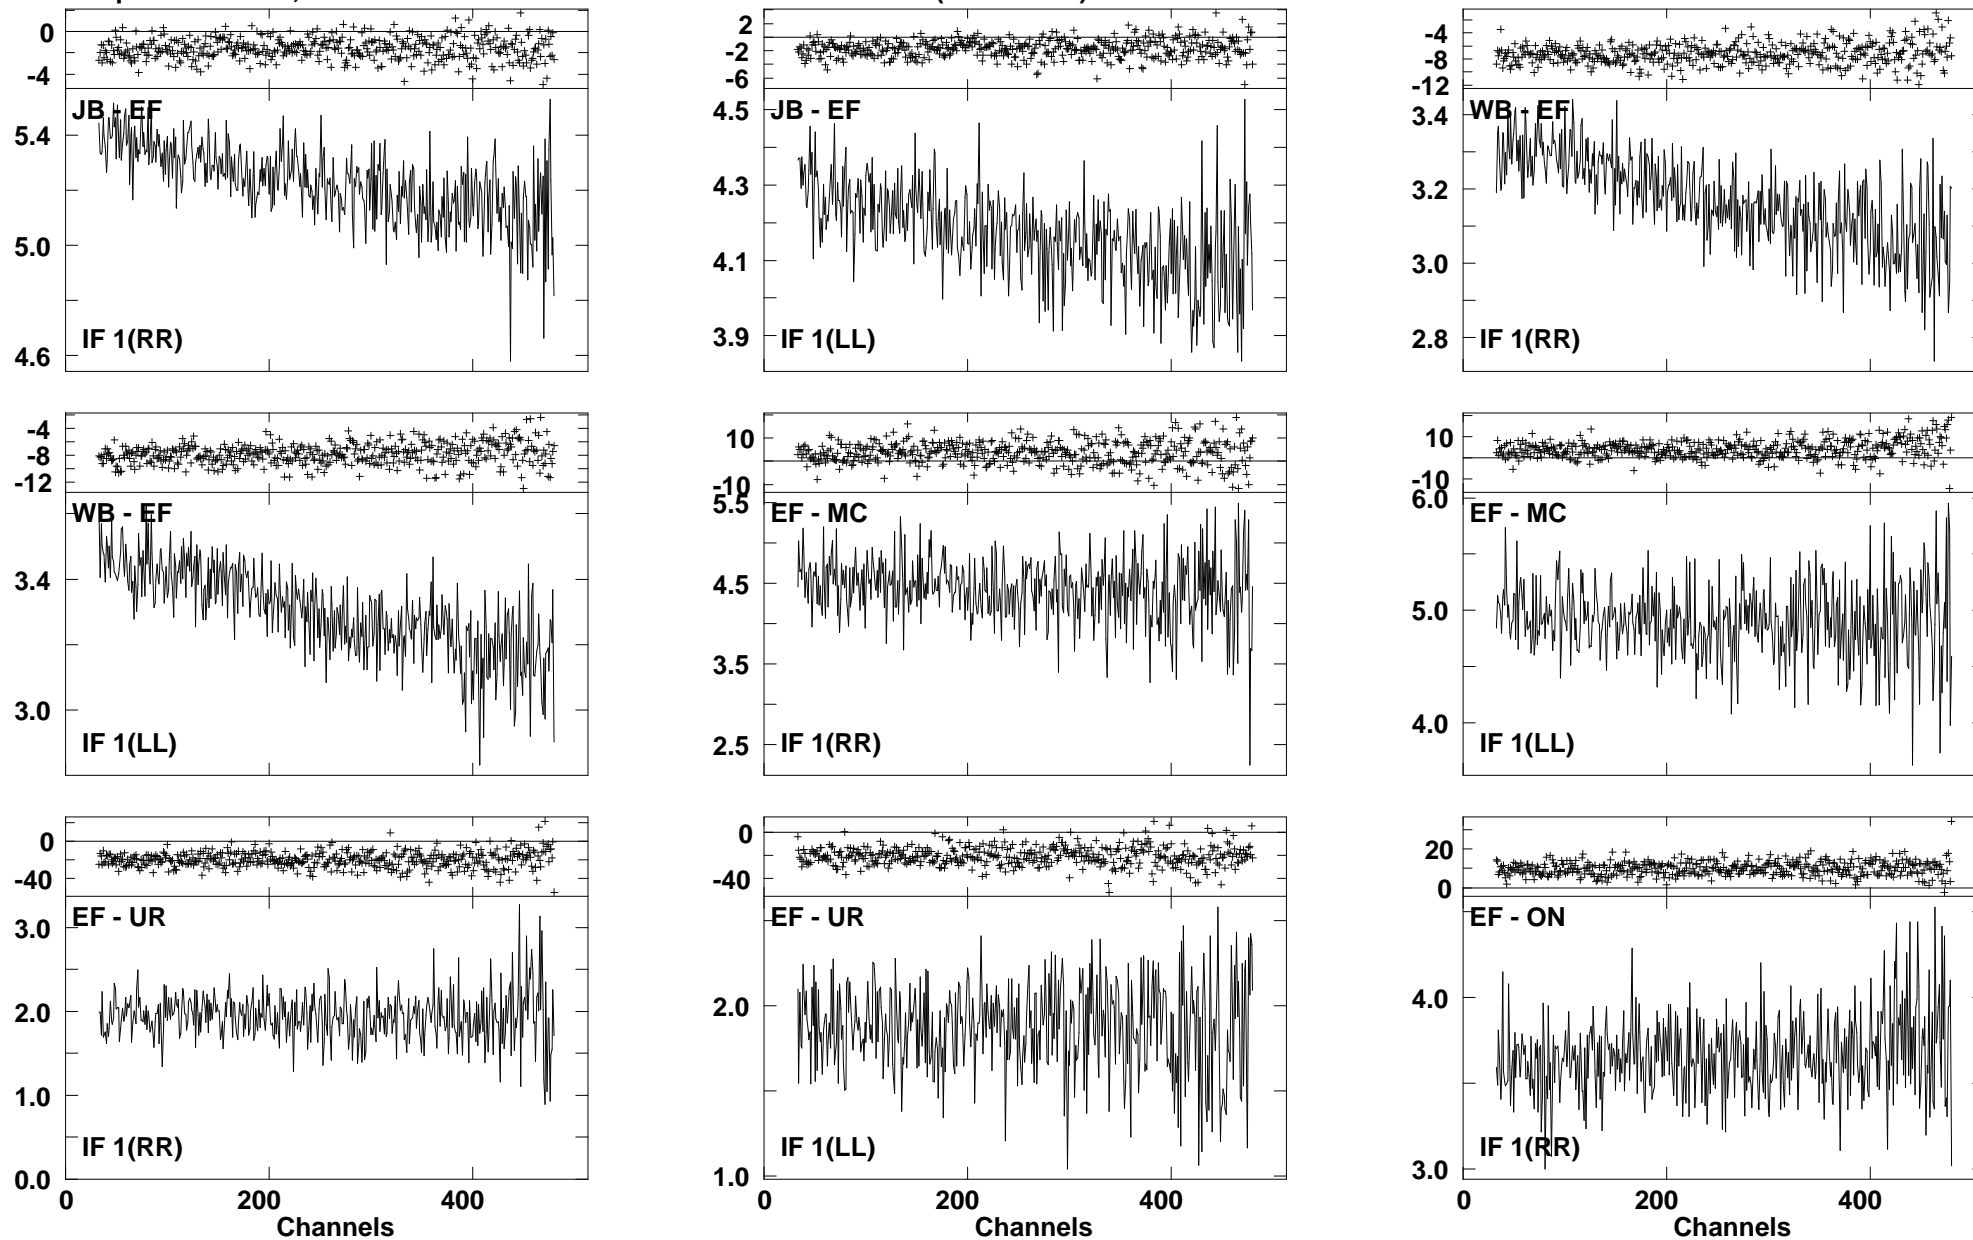 0
-4
JB - EF
5.4
5.0
4.6
IF 1(RR)
2
-2
-6
JB - EF
4.5
4.3
4.1
3.9
IF 1(LL)
-4
-8
-12
WB - EF
3.4
3.2
3.0
2.8
IF 1(RR)
-4
-8
-12
WB - EF
3.4
3.0
IF 1(LL)
10
-10
5.5
EF - MC
4.5
3.5
2.5
IF 1(RR)
10
-10
6.0
EF - MC
5.0
4.0
IF 1(LL)
0
-40
EF - UR
3.0
2.0
1.0
0.0
IF 1(RR)
0 200 400
Channels
0
-40
EF - UR
2.0
1.0
IF 1(LL)
0 200 400
Channels
20
0
EF - ON
4.0
3.0
IF 1(RR)
0 200 400
Channels